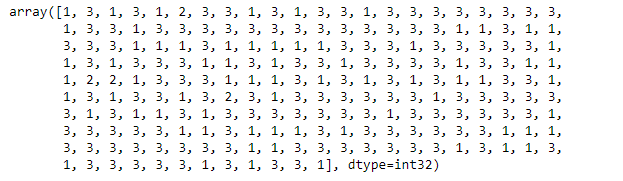 array([1, 3, 1, 3, 1, 2, 3, 3, 1, 3, 1, 3, 3, 1, 3, 3, 3, 3, 3, 3, 3, 3,
1, 3, 3, 1, 3, 3, 3, 3, 3, 3, 3, 3, 3, 3, 3, 3, 1, 1, 3, 1, 1,
3, 3, 3, 1, 1, 1, 3, 1, 1, 1, 1, 1, 3, 3, 3, 1, 3, 3, 3, 3, 3, 1,
1, 3, 1, 3, 3, 3, 1, 1, 3, 1, 3, 3, 1, 3, 3, 3, 3, 1, 3, 3, 1, 1,
1, 2, 2, 1, 3, 3, 3, 1, 1, 1, 3, 1, 3, 1, 3, 1, 3, 1, 1, 3, 3, 1,
1, 3, 1, 3, 3, 1, 3, 2, 3, 1, 3, 3, 3, 3, 3, 3, 1, 3, 3, 3, 3, 3,
3, 1, 3, 1, 1, 3, 1, 3, 3, 3, 3, 3, 3, 3, 1, 3, 3, 3, 3, 3, 3, 1,
3, 3, 3, 3, 3, 1, 1, 3, 1, 1, 1, 3, 1, 3, 3, 3, 3, 3, 3, 1, 1, 1,
3, 3, 3, 3, 3, 3, 3, 3, 1, 1, 3, 3, 3, 3, 3, 3, 3, 1, 3, 1, 1, 3,
1, 3, 3, 3, 3, 3, 1, 3, 1, 3, 3, 1], dtype=int32)